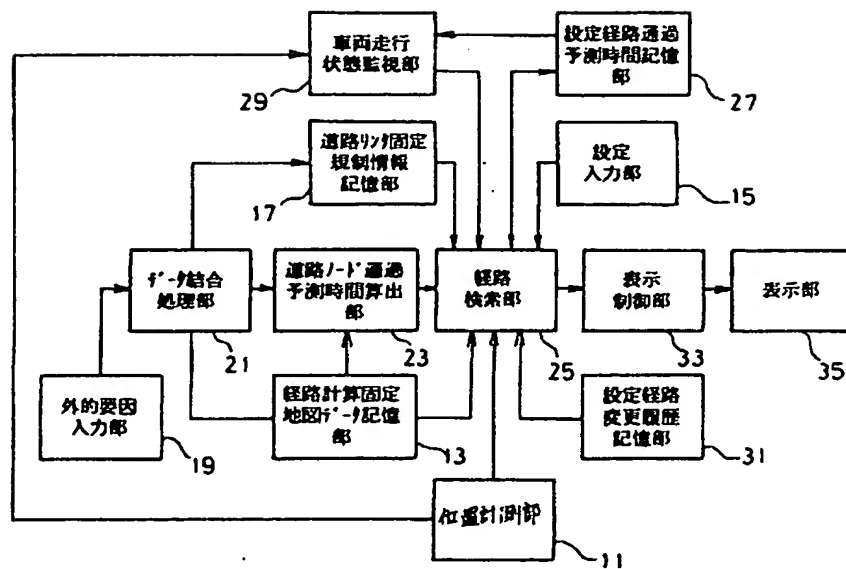 車両走行
状態監視部
29
設定経路通過
予測時間記憶
部
27
道路リンク固定
規制情報
記憶部
17
設定
入力部
15
データ結合
処理部
21
道路ノード通過
予測時間算出
部
23
経路
検索部
25
表示
制御部
33
表示部
35
外的要因
入力部
19
経路計算固定
地図データ記憶
部
13
設定経路
変更履歴
記憶部
31
位置計測部
11